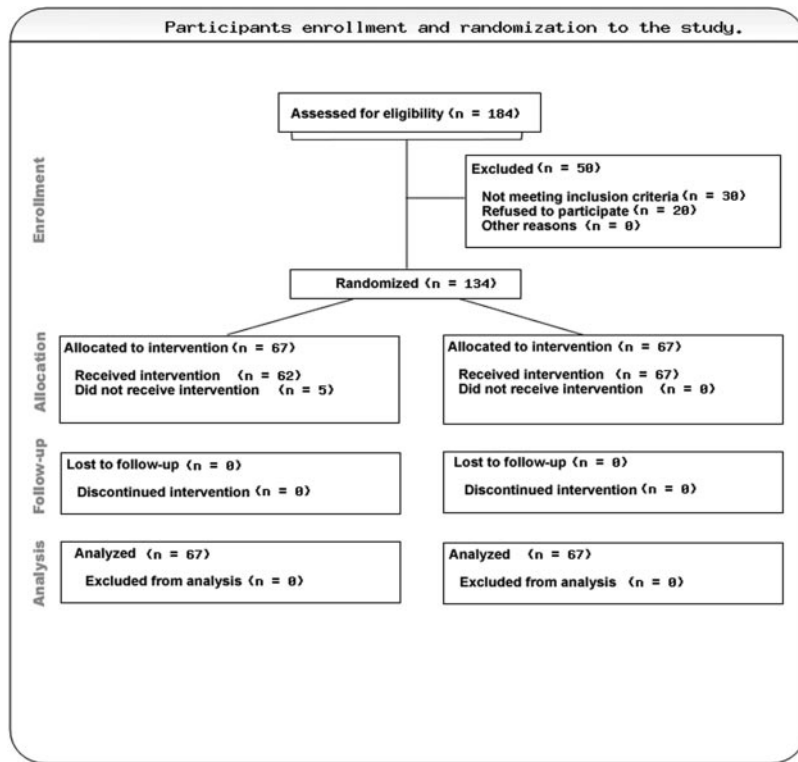 Participants enrollment and randomization to the study.
Assessed for eligibility (n = 184)
Enrollment
Excluded (n = 50)
Not meeting inclusion criteria (n = 30)
Refused to participate (n = 20)
Other reasons (n = 0)
Randomized (n = 134)
Allocation
Allocated to intervention (n = 67)
Received intervention (n = 62)
Did not receive intervention (n = 5)
Allocated to intervention (n = 67)
Received intervention (n = 67)
Did not receive intervention (n = 0)
Follow-up
Lost to follow-up (n = 0)
Discontinued intervention (n = 0)
Lost to follow-up (n = 0)
Discontinued intervention (n = 0)
Analysis
Analyzed (n = 67)
Excluded from analysis (n = 0)
Analyzed (n = 67)
Excluded from analysis (n = 0)